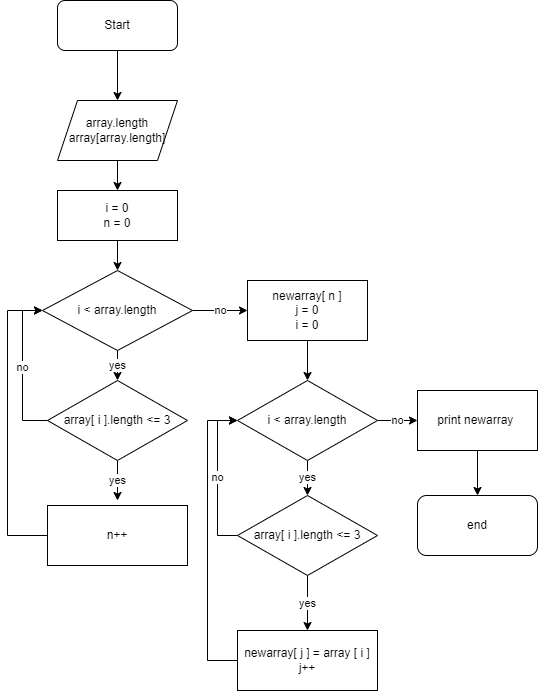 Start
array.length
array[array.length]
i = 0
n = 0
i < array.length
no
newarray[ n ]
j = 0
i = 0
yes
no
array[ i ].length <= 3
i < array.length
no
print newarray
yes
yes
no
n++
array[ i ].length <= 3
end
yes
newarray[ j ] = array [ i ]
j++